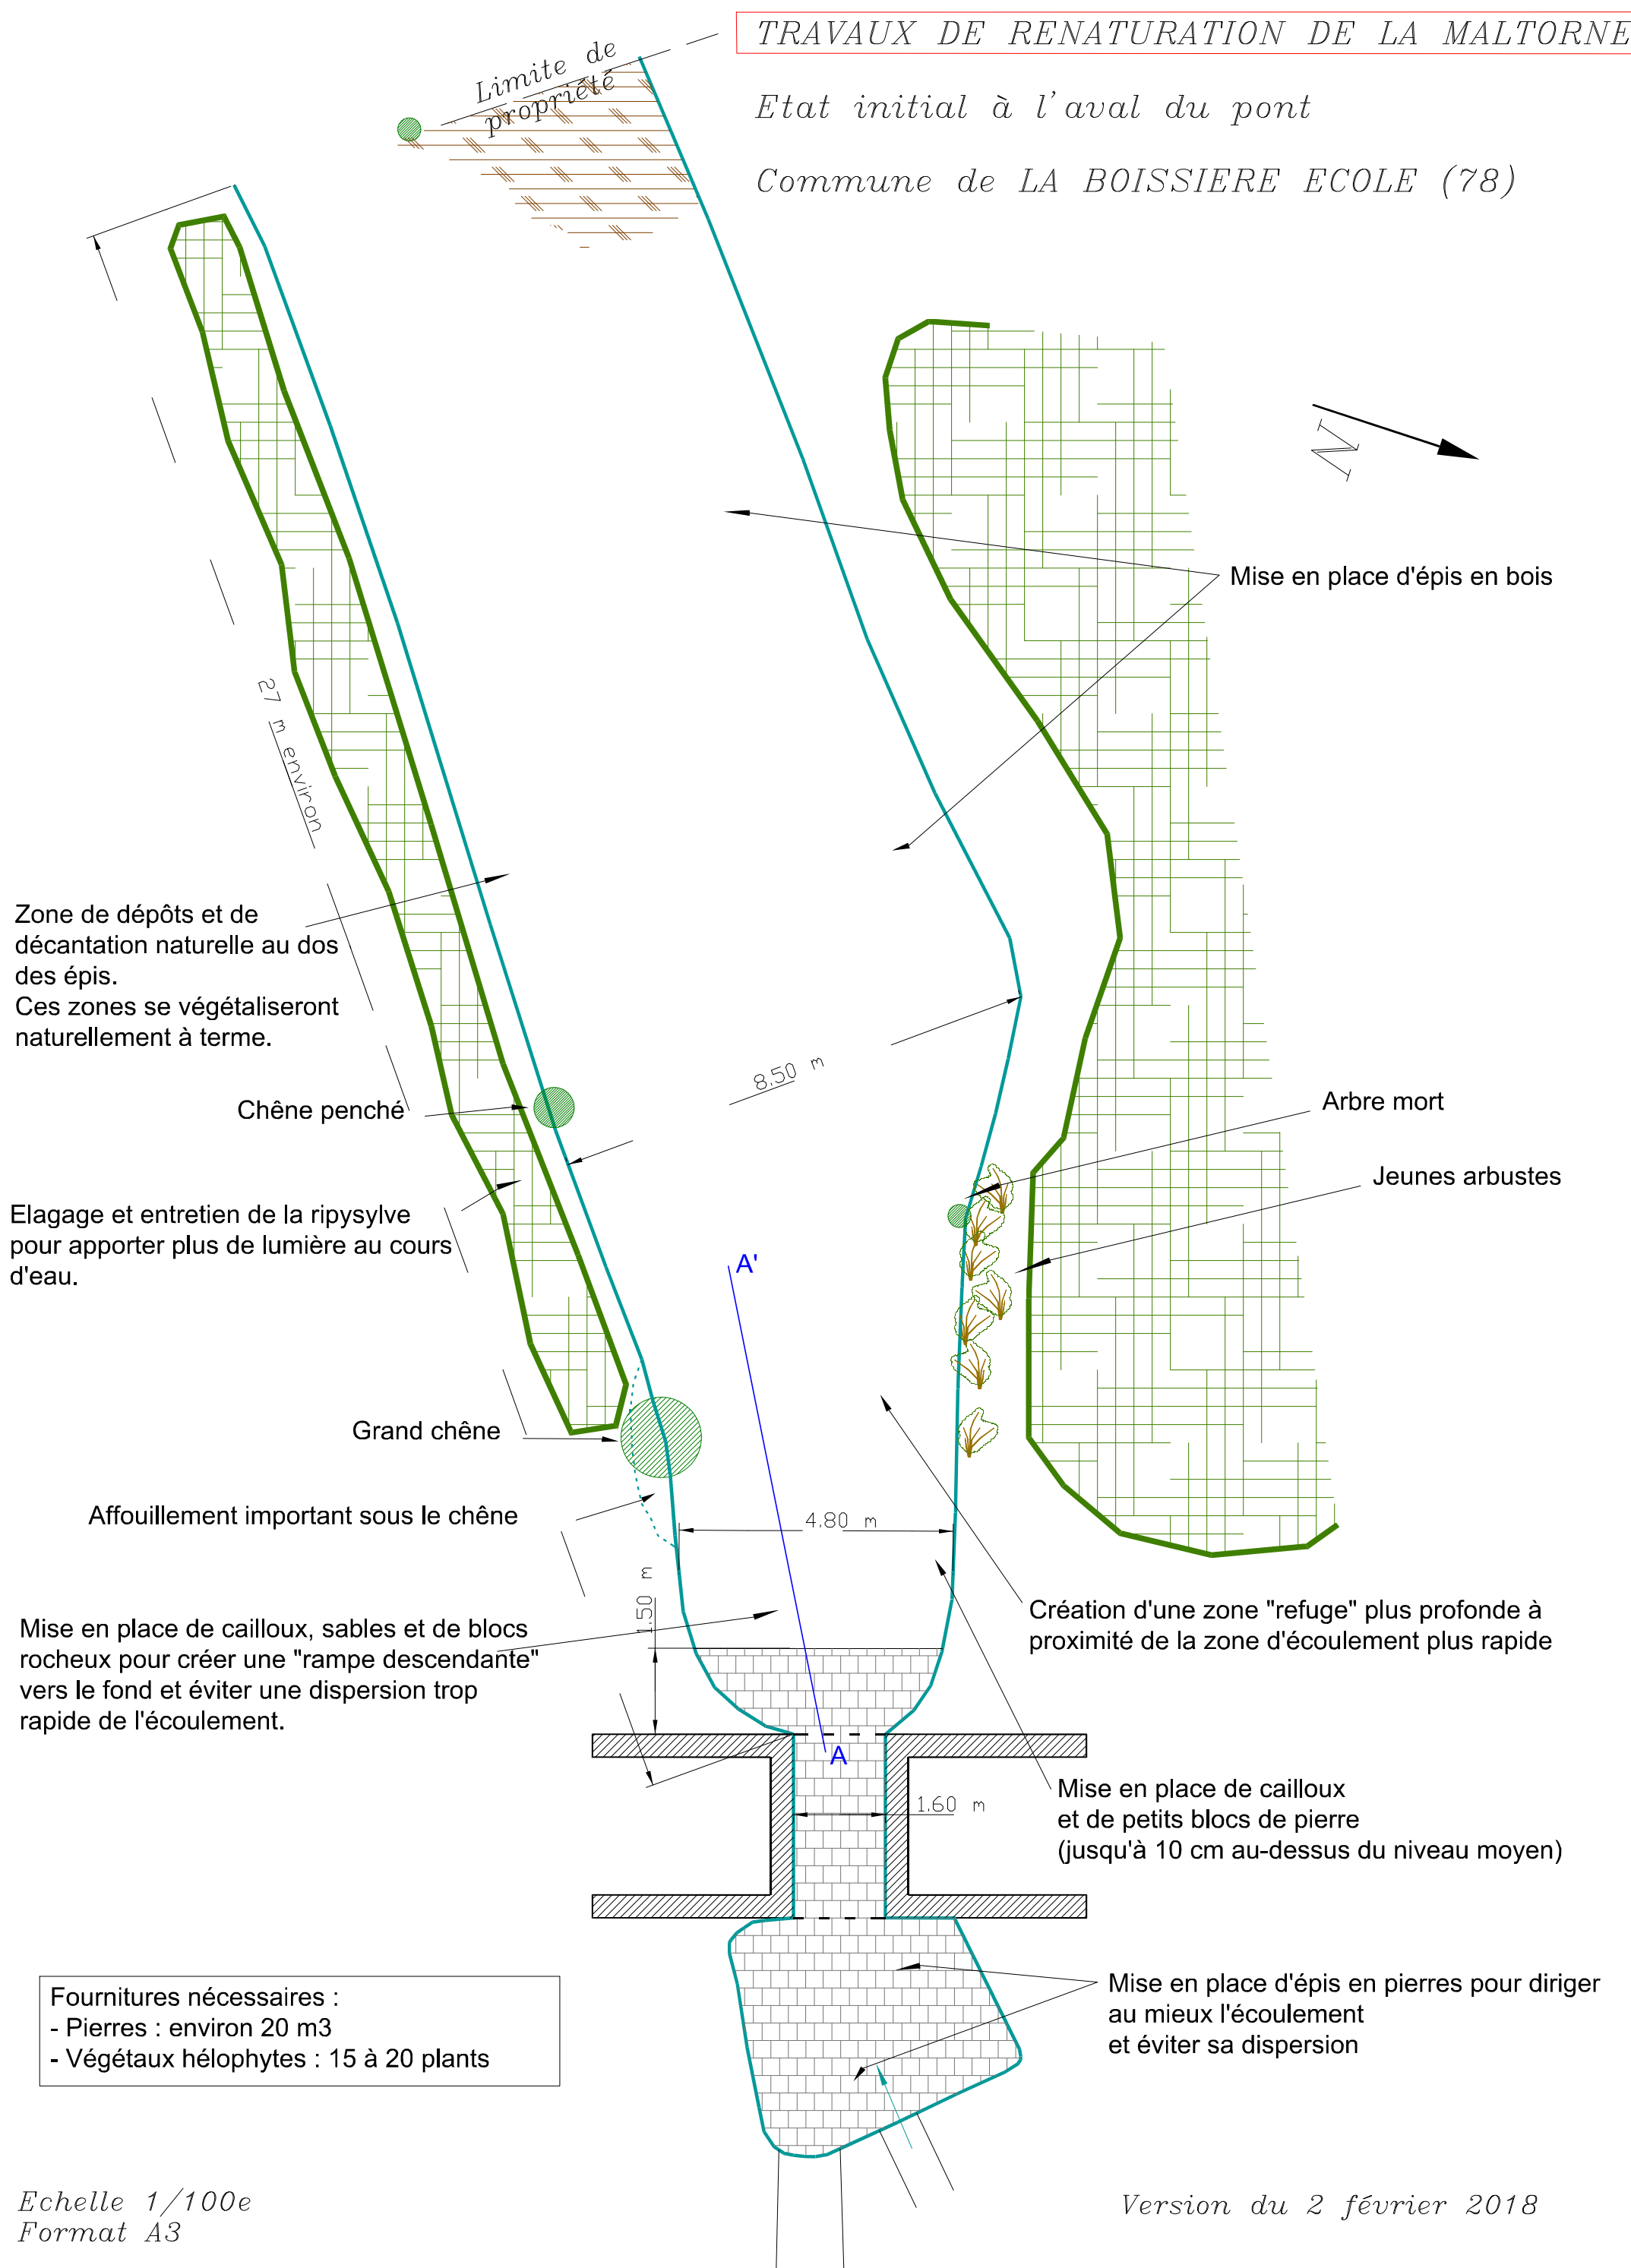 TRAVAUX DE RENATURATION DE LA MALTORNE
Limite de
propriété
Etat initial à l'aval du pont
Commune de LA BOISSIERE ECOLE (78)
N
Mise en place d'épis en bois
27 m environ
Zone de dépôts et de
décantation naturelle au dos
des épis.
Ces zones se végétaliseront
naturellement à terme.
8.50 m
Chêne penché
Arbre mort
Jeunes arbustes
Elagage et entretien de la ripysylve
pour apporter plus de lumière au cours
d'eau.
A'
Grand chêne
Affouillement important sous le chêne
4.80 m
1.50 m
Mise en place de cailloux, sables et de blocs
rocheux pour créer une "rampe descendante"
vers le fond et éviter une dispersion trop
rapide de l'écoulement.
Création d'une zone "refuge" plus profonde à
proximité de la zone d'écoulement plus rapide
A
1.60 m
Mise en place de cailloux
et de petits blocs de pierre
(jusqu'à 10 cm au-dessus du niveau moyen)
Mise en place d'épis en pierres pour diriger
au mieux l'écoulement
et éviter sa dispersion
Fournitures nécessaires :
- Pierres : environ 20 m3
- Végétaux hélophytes : 15 à 20 plants
Echelle 1/100e
Format A3
Version du 2 février 2018